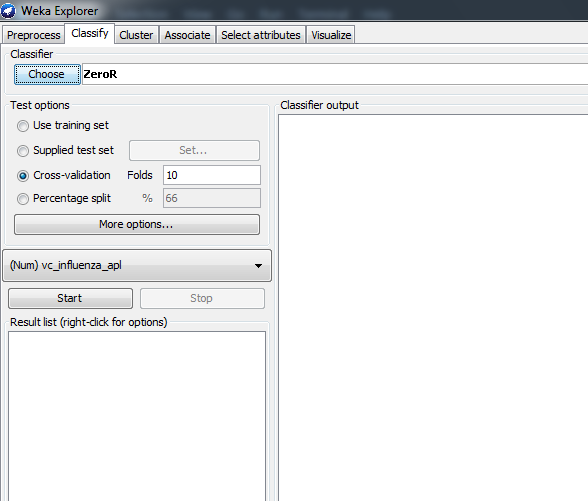 Weka Explorer
Preprocess Classify Cluster Associate Select attributes Visualize
Classifier
Choose ZeroR
Test options
Use training set
Supplied test set Set...
Cross-validation Folds 10
Percentage split % 66
More options...
(Num) vc_influenza_apl
Start Stop
Result list (right-click for options)
Classifier output